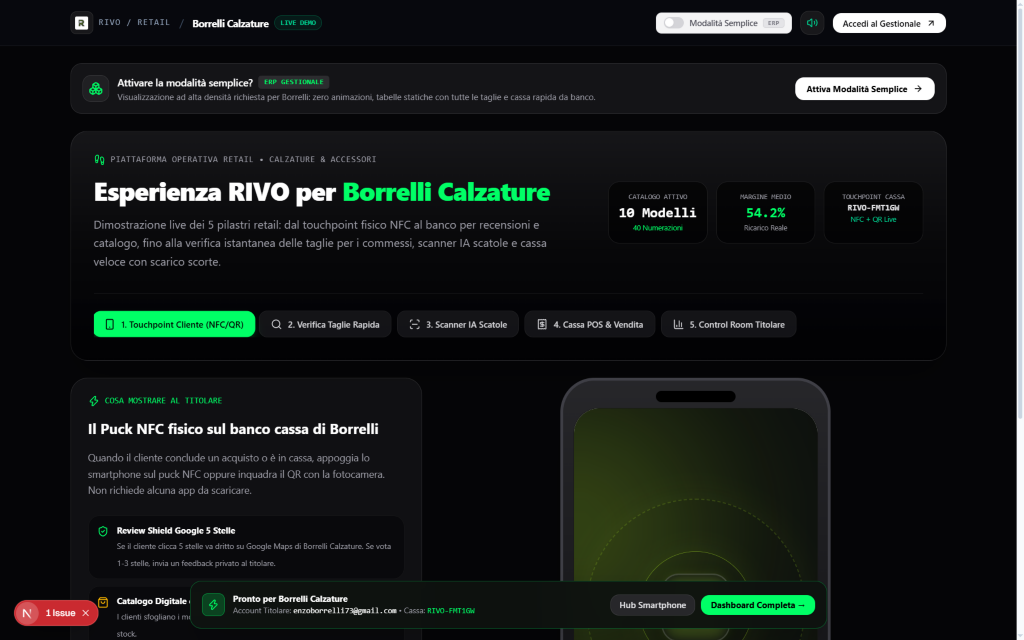 R RIVO / RETAIL / Borrelli Calzature LIVE DEMO
Modalità Semplice ERP
Accedi al Gestionale
Attivare la modalità semplice? ERP GESTIONALE
Visualizzazione ad alta densità richiesta per Borrelli: zero animazioni, tabelle statiche con tutte le taglie e cassa rapida da banco.
Attiva Modalità Semplice →
PIATTAFORMA OPERATIVA RETAIL • CALZATURE & ACCESSORI
Esperienza RIVO per Borrelli Calzature
Dimostrazione live dei 5 pilastri retail: dal touchpoint fisico NFC al banco per recensioni e
catalogo, fino alla verifica istantanea delle taglie per i commessi, scanner IA scatole e cassa
veloce con scarico scorte.
CATALOGO ATTIVO
10 Modelli
40 Numerazioni
MARGINE MEDIO
54.2%
Ricarico Reale
TOUCHPOINT CASSA
RIVO-FMT1GW
NFC + QR Live
1. Touchpoint Cliente (NFC/QR)
2. Verifica Taglie Rapida
3. Scanner IA Scatole
4. Cassa POS & Vendita
5. Control Room Titolare
COSA MOSTRARE AL TITOLARE
Il Puck NFC fisico sul banco cassa di Borrelli
Quando il cliente conclude un acquisto o è in cassa, appoggia lo
smartphone sul puck NFC oppure inquadra il QR con la fotocamera.
Non richiede alcuna app da scaricare.
Review Shield Google 5 Stelle
Se il cliente clicca 5 stelle va dritto su Google Maps di Borrelli Calzature. Se vota
1-3 stelle, invia un feedback privato al titolare.
Catalogo Digitale
I clienti sfogliano i
stock.
Pronto per Borrelli Calzature
Account Titolare: enzoborrelli73@gmail.com • Cassa: RIVO-FMT1GW
Hub Smartphone
Dashboard Completa →
N 1 Issue ×